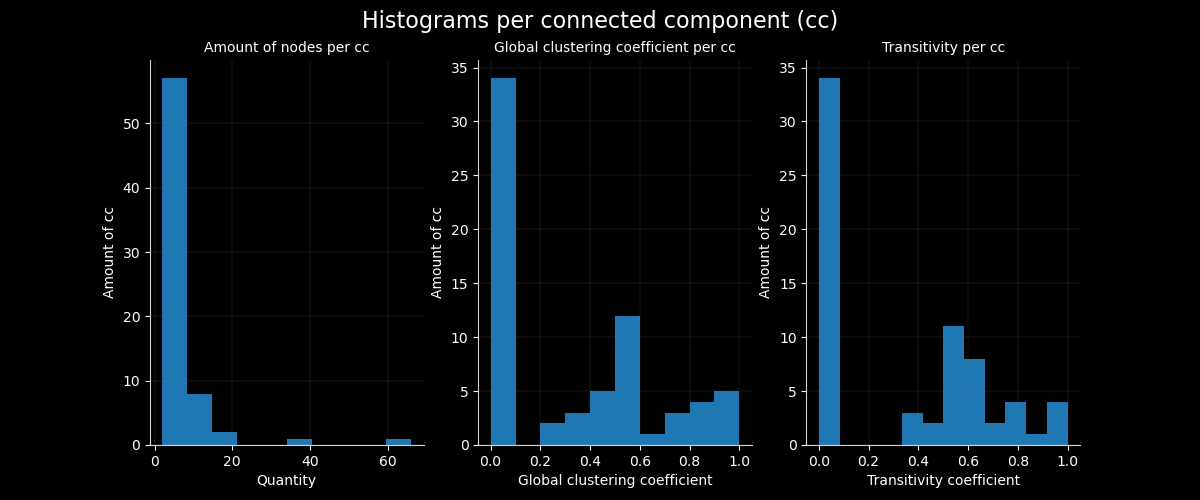 Histograms per connected component (cc)
Amount of nodes per cc
Amount of cc
50
40
30
20
10
0
0 20 40 60
Quantity
Global clustering coefficient per cc
Amount of cc
35
30
25
20
15
10
5
0
0.0 0.2 0.4 0.6 0.8 1.0
Global clustering coefficient
Transitivity per cc
Amount of cc
35
30
25
20
15
10
5
0
0.0 0.2 0.4 0.6 0.8 1.0
Transitivity coefficient